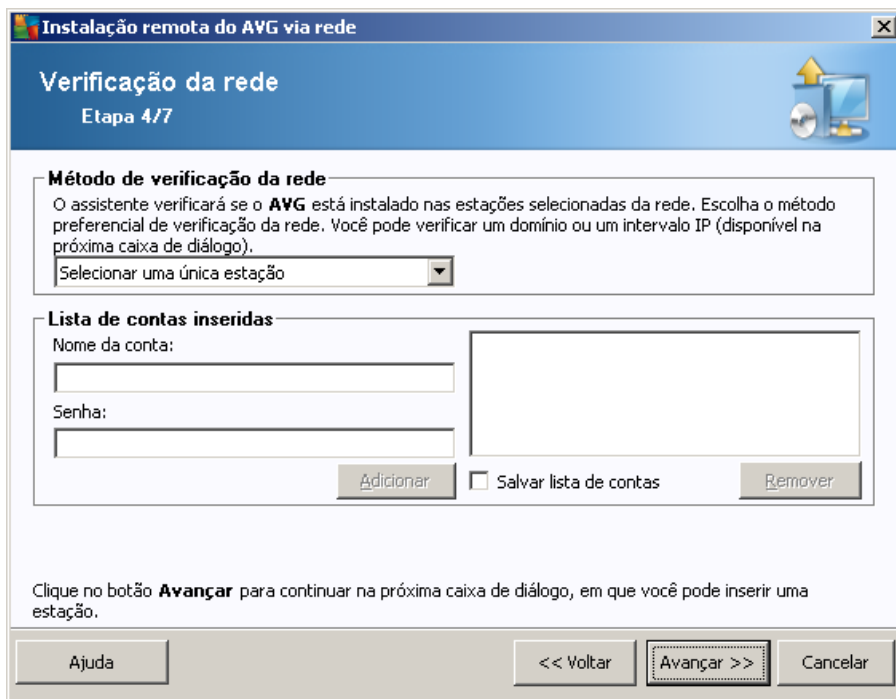 Instalação remota do AVG via rede
Verificação da rede
Etapa 4/7
Método de verificação da rede
O assistente verificará se o AVG está instalado nas estações selecionadas da rede. Escolha o método
preferencial de verificação da rede. Você pode verificar um domínio ou um intervalo IP (disponível na
próxima caixa de diálogo).
Selecionar uma única estação
Lista de contas inseridas
Nome da conta:
Senha:
Adicionar
Salvar lista de contas
Remover
Clique no botão Avançar para continuar na próxima caixa de diálogo, em que você pode inserir uma
estação.
Ajuda
<< Voltar
Avançar >>
Cancelar